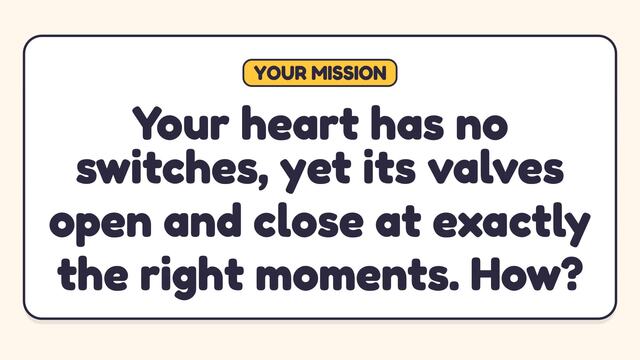 YOUR MISSION
Your heart has no
switches, yet its valves
open and close at exactly
the right moments. How?